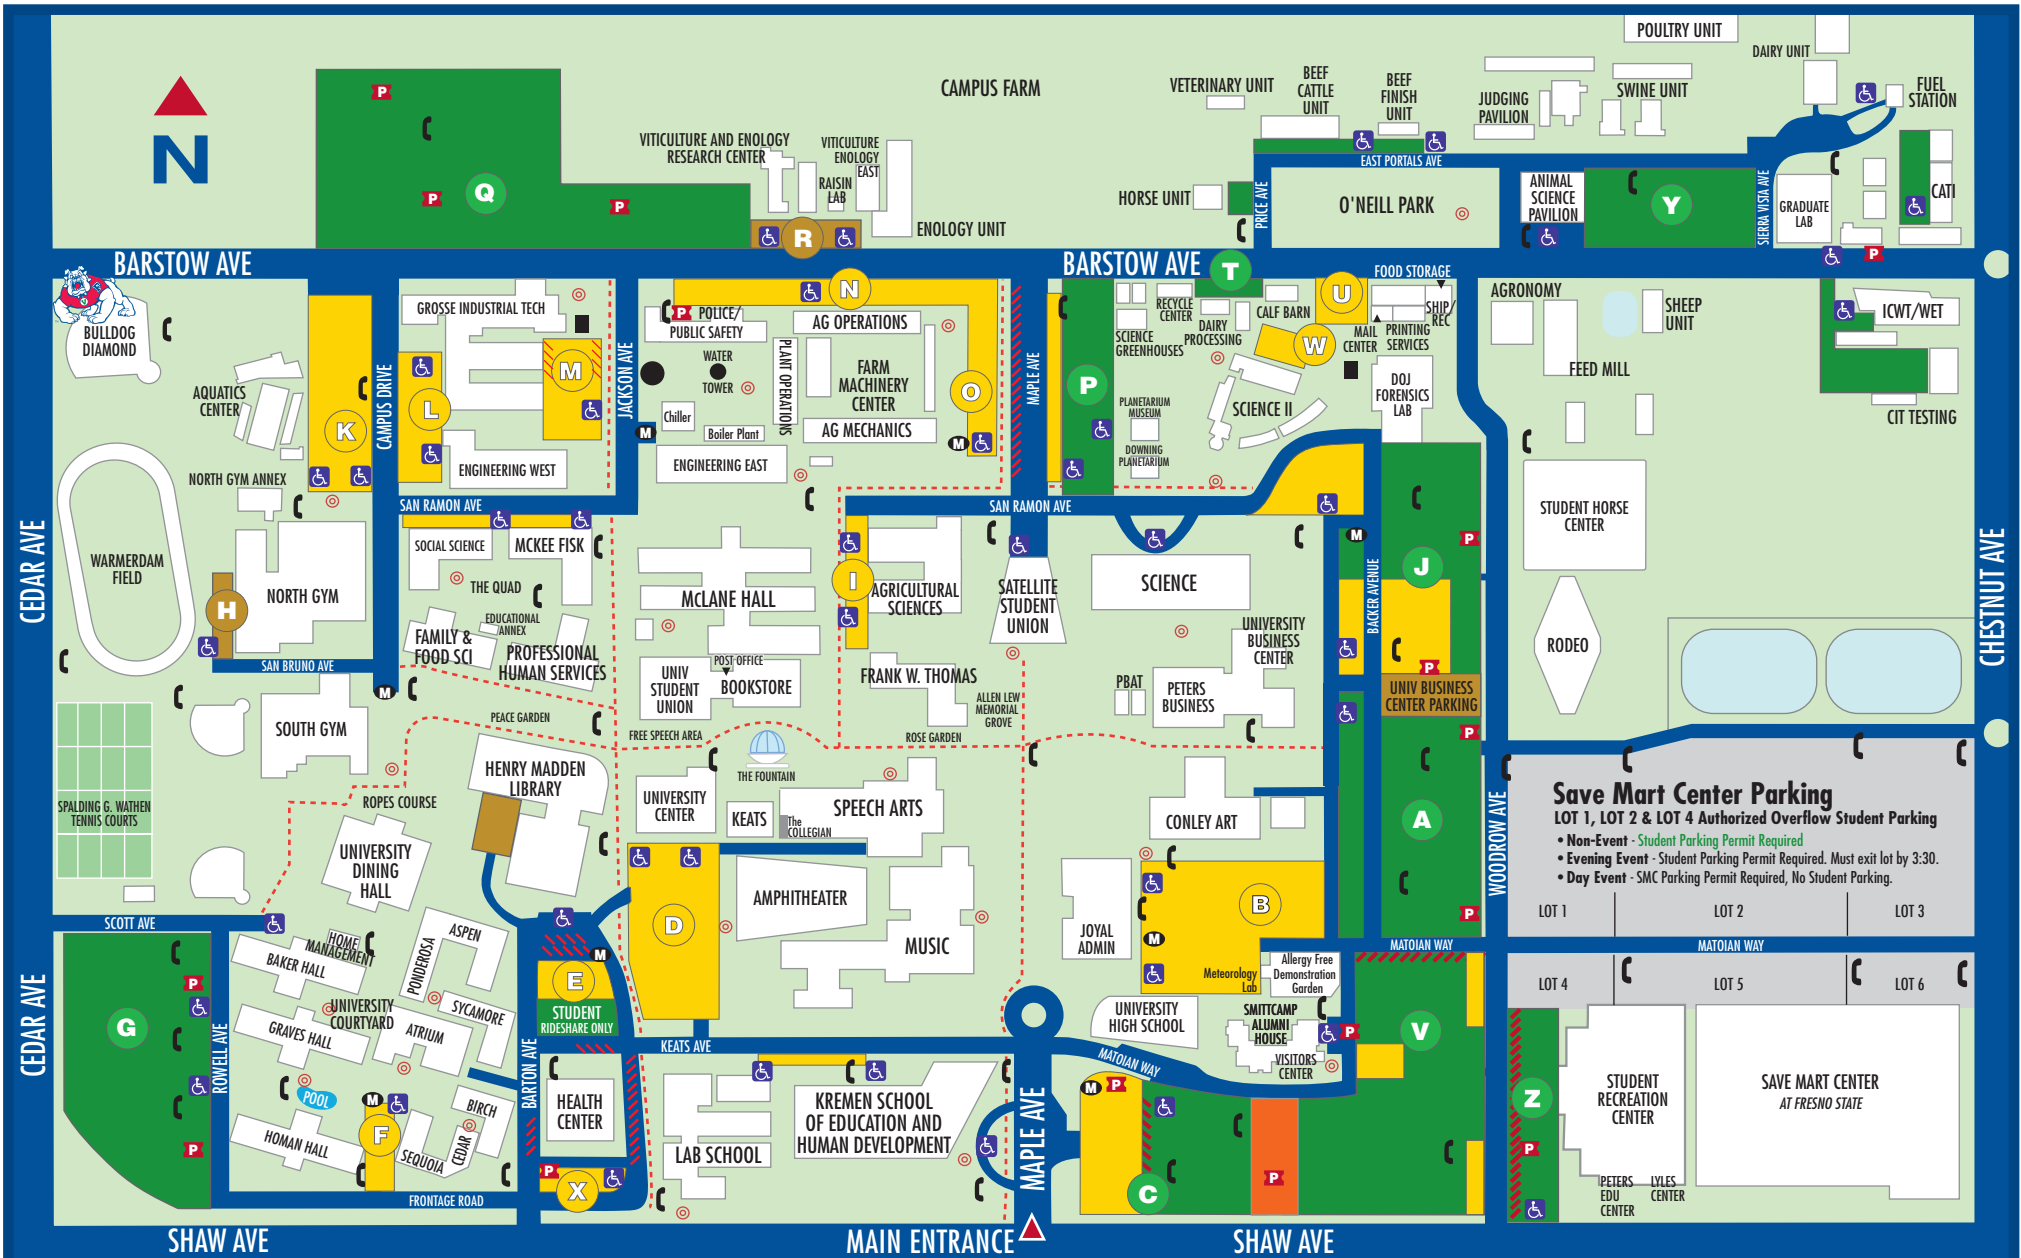 POULTRY UNIT
DAIRY UNIT
CAMPUS FARM
VETERINARY UNIT
BEEF
CATTLE
UNIT
BEEF
FINISH
UNIT
JUDGING
PAVILION
SWINE UNIT
FUEL
STATION
P
N
VITICULTURE AND ENOLOGY
RESEARCH CENTER
VITICULTURE
ENOLOGY
EAST
RAISIN
LAB
Q
P
P
R
ENOLOGY UNIT
HORSE UNIT
PRICE AVE
EAST PORTALS AVE
O'NEILL PARK
ANIMAL
SCIENCE
PAVILION
Y
SIERRA VISTA AVE
GRADUATE
LAB
CATI
P
BARSTOW AVE
BARSTOW AVE
T
FOOD STORAGE
BULLDOG
DIAMOND
GROSSE INDUSTRIAL TECH
P
POLICE/
PUBLIC SAFETY
N
AG OPERATIONS
RECYCLE
CENTER
SCIENCE
GREENHOUSES
DAIRY
PROCESSING
CALF BARN
U
W
MAIL
CENTER
PRINTING
SERVICES
SHIP/
REC
AGRONOMY
SHEEP
UNIT
FEED MILL
ICWT/WET
CIT TESTING
AQUATICS
CENTER
K
CAMPUS DRIVE
L
M
JACKSON AVE
WATER
TOWER
PLANT OPERATIONS
FARM
MACHINERY
CENTER
O
MAPLE AVE
P
PLANETARIUM
MUSEUM
DOWNING
PLANETARIUM
SCIENCE II
DOJ
FORENSICS
LAB
Chiller
Boiler Plant
AG MECHANICS
M
M
ENGINEERING WEST
ENGINEERING EAST
NORTH GYM ANNEX
SAN RAMON AVE
SAN RAMON AVE
STUDENT HORSE
CENTER
CEDAR AVE
CHESTNUT AVE
WARMERDAM
FIELD
H
NORTH GYM
SAN BRUNO AVE
M
SOCIAL SCIENCE
MCKEE FISK
THE QUAD
EDUCATIONAL
ANNEX
FAMILY &
FOOD SCI
PROFESSIONAL
HUMAN SERVICES
McLANE HALL
I
AGRICULTURAL
SCIENCES
SATELLITE
STUDENT
UNION
SCIENCE
M
P
BACKER AVENUE
J
UNIVERSITY
BUSINESS
CENTER
P
RODEO
UNIV
STUDENT
UNION
POST OFFICE
BOOKSTORE
FRANK W. THOMAS
ALLEN LEW
MEMORIAL
GROVE
PBAT
PETERS
BUSINESS
UNIV BUSINESS
CENTER PARKING
P
SOUTH GYM
PEACE GARDEN
FREE SPEECH AREA
ROSE GARDEN
THE FOUNTAIN
HENRY MADDEN
LIBRARY
ROPES COURSE
SPALDING G. WATHEN
TENNIS COURTS
UNIVERSITY
CENTER
KEATS
The
COLLEGIAN
SPEECH ARTS
CONLEY ART
A
WOODROW AVE
Save Mart Center Parking
LOT 1, LOT 2 & LOT 4 Authorized Overflow Student Parking
• Non-Event - Student Parking Permit Required
• Evening Event - Student Parking Permit Required. Must exit lot by 3:30.
• Day Event - SMC Parking Permit Required, No Student Parking.
LOT 1
LOT 2
LOT 3
P
UNIVERSITY
DINING
HALL
AMPHITHEATER
MUSIC
D
B
M
JOYAL
ADMIN
MATOIAN WAY
MATOIAN WAY
SCOTT AVE
HOME
MANAGEMENT
BAKER HALL
PONDEROSA
ASPEN
M
E
STUDENT
RIDESHARE ONLY
Meteorology
Lab
Allergy Free
Demonstration
Garden
LOT 4
LOT 5
LOT 6
CEDAR AVE
G
P
ROWELL AVE
UNIVERSITY
COURTYARD
GRAVES HALL
ATRIUM
SYCAMORE
UNIVERSITY
HIGH SCHOOL
SMITTCAMP
ALUMNI
HOUSE
P
VISITORS
CENTER
V
KEATS AVE
MATOIAN WAY
BARTON AVE
POOL
M
F
BIRCH
HOMAN HALL
SEQUOIA
CEDAR
P
HEALTH
CENTER
P
X
LAB SCHOOL
KREMEN SCHOOL
OF EDUCATION AND
HUMAN DEVELOPMENT
MAPLE AVE
M
P
C
P
Z
P
STUDENT
RECREATION
CENTER
SAVE MART CENTER
AT FRESNO STATE
PETERS
EDU
CENTER
LYLES
CENTER
FRONTAGE ROAD
SHAW AVE
MAIN ENTRANCE
SHAW AVE